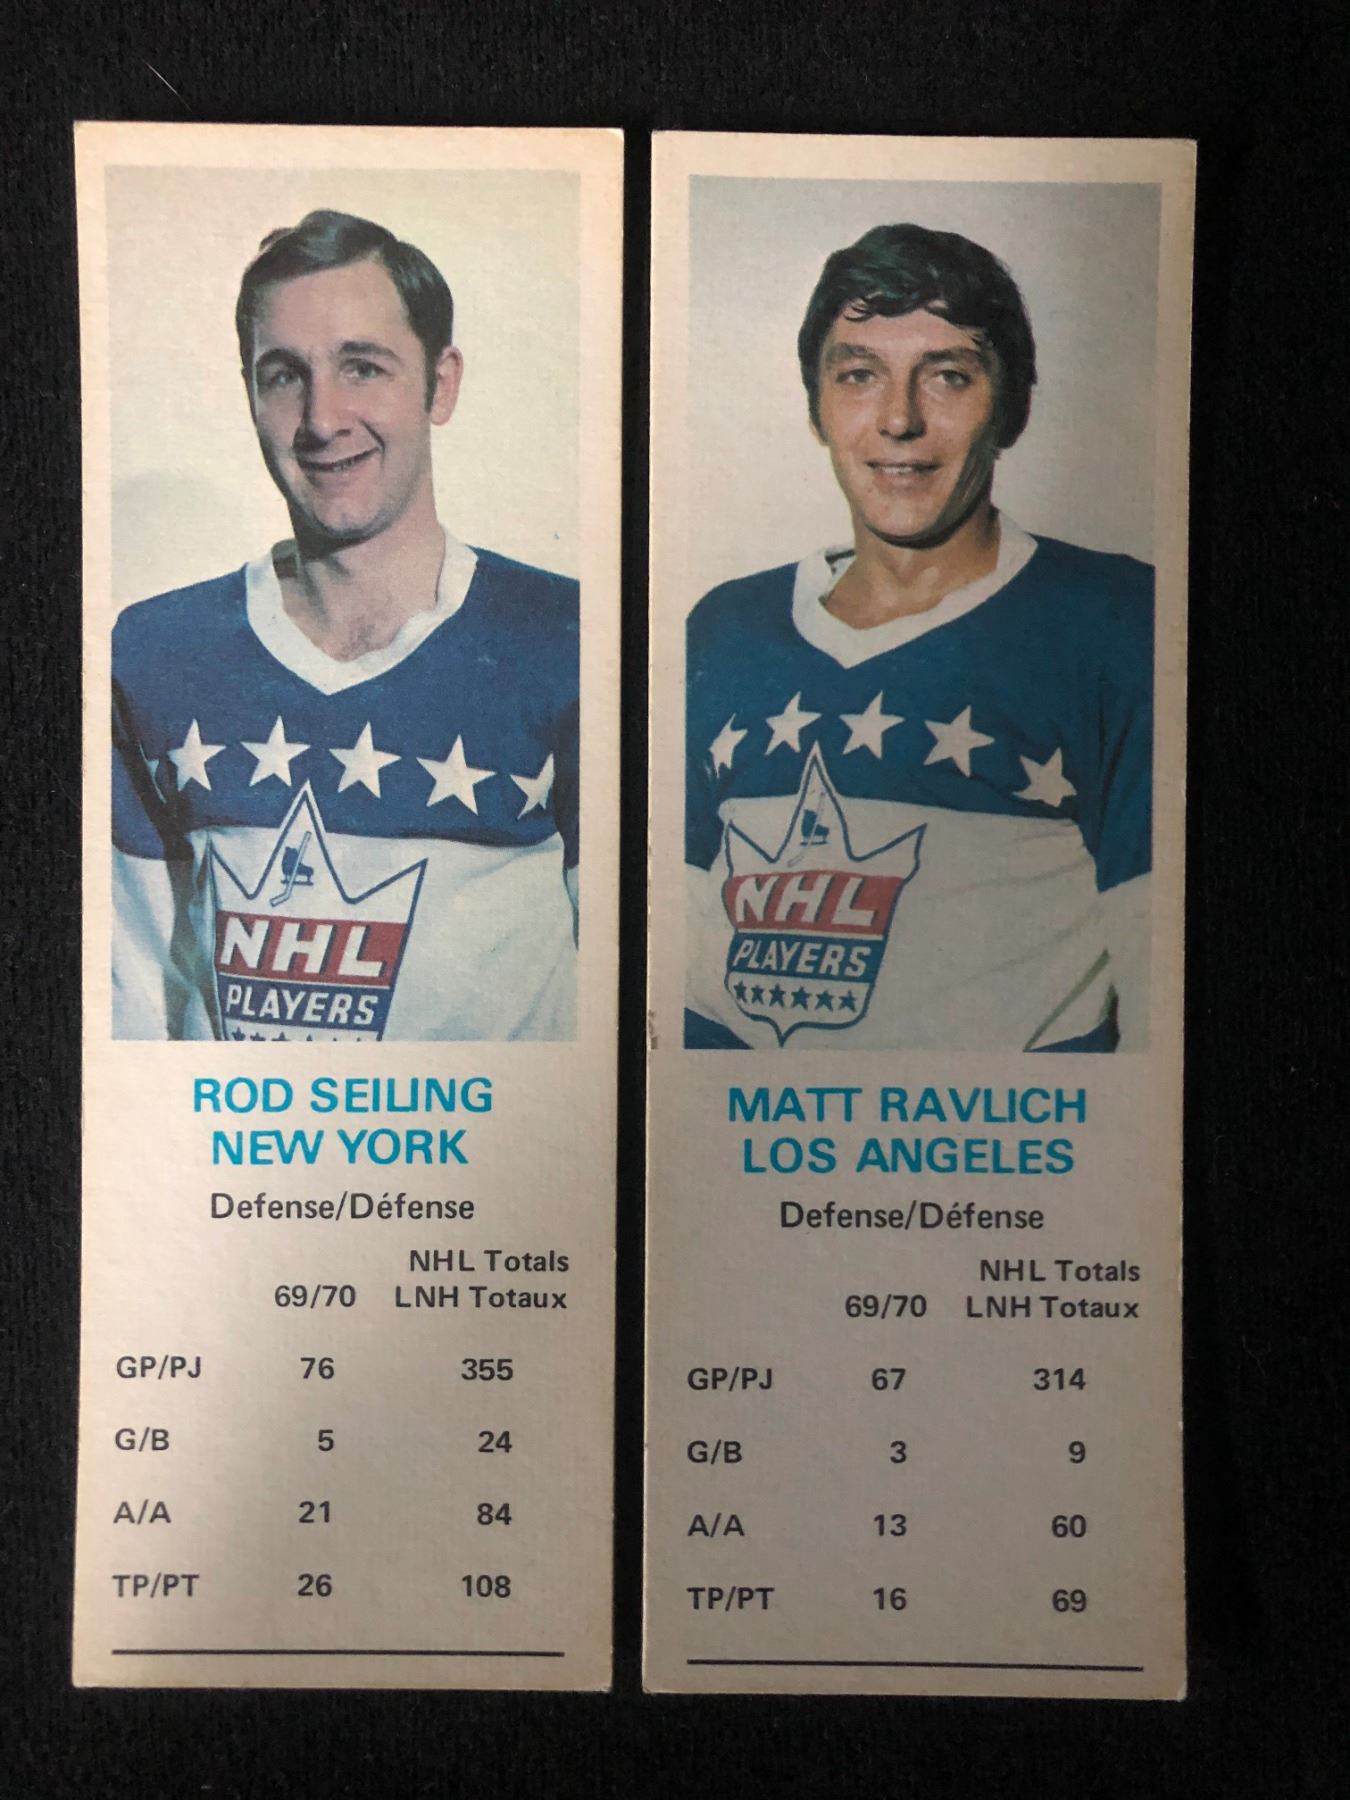 NHL
PLAYERS
ROD SEILING
NEW YORK
Defense/Défense
NHL Totals
69/70 LNH Totaux
GP/PJ 76 355
G/B 5 24
A/A 21 84
TP/PT 26 108
NHL
PLAYERS
MATT RAVLICH
LOS ANGELES
Defense/Défense
NHL Totals
69/70 LNH Totaux
GP/PJ 67 314
G/B 3 9
A/A 13 60
TP/PT 16 69